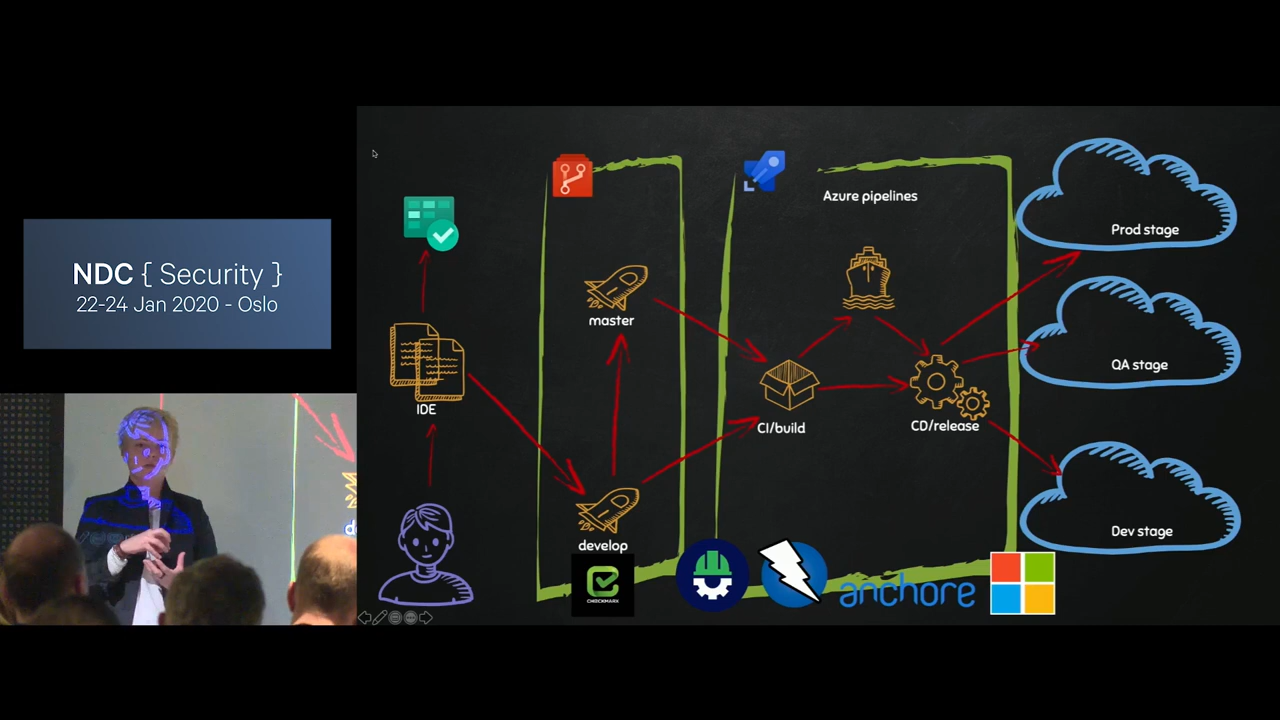 NDC { Security }
22-24 Jan 2020 - Oslo
Azure pipelines
Prod stage
master
QA stage
IDE
CI/build
CD/release
Dev stage
develop
CHECKMARX
anchore